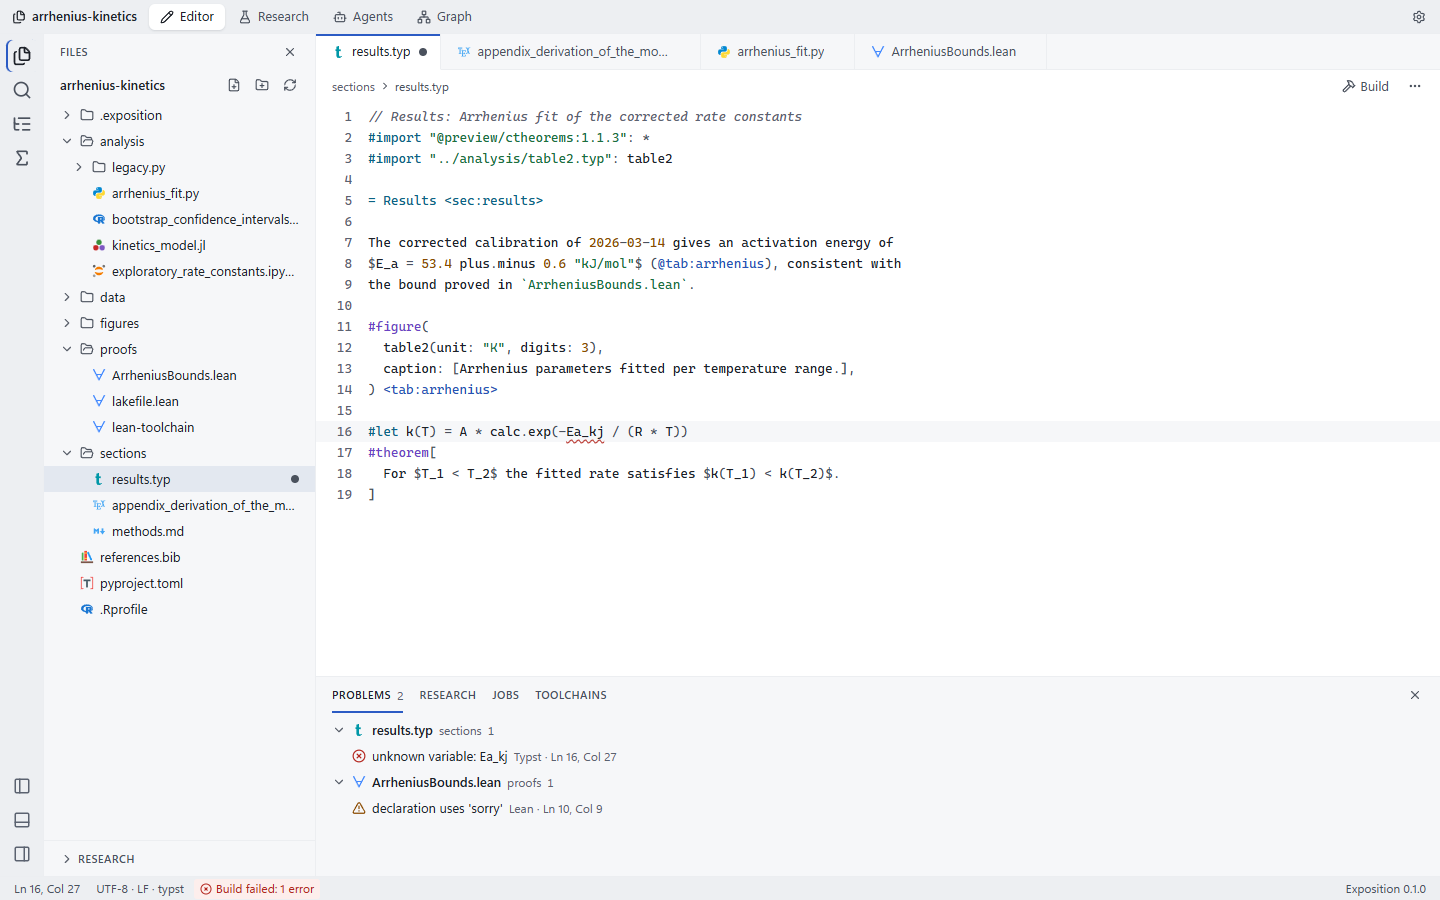 arrhenius-kinetics
Editor
Research
Agents
Graph
FILES
arrhenius-kinetics
.exposition
analysis
legacy.py
arrhenius_fit.py
bootstrap_confidence_intervals...
kinetics_model.jl
exploratory_rate_constants.ipy...
data
figures
proofs
ArrheniusBounds.lean
lakefile.lean
lean-toolchain
sections
results.typ
appendix_derivation_of_the_m...
methods.md
references.bib
pyproject.toml
.Rprofile
RESEARCH
results.typ
appendix_derivation_of_the_mo...
arrhenius_fit.py
ArrheniusBounds.lean
sections > results.typ
Build
1 // Results: Arrhenius fit of the corrected rate constants
2 #import "@preview/ctheorems:1.1.3": *
3 #import "../analysis/table2.typ": table2
4
5 = Results <sec:results>
6
7 The corrected calibration of 2026-03-14 gives an activation energy of
8 $E_a = 53.4 plus.minus 0.6 "kJ/mol"$ (@tab:arrhenius), consistent with
9 the bound proved in `ArrheniusBounds.lean`.
10
11 #figure(
12   table2(unit: "K", digits: 3),
13   caption: [Arrhenius parameters fitted per temperature range.],
14 ) <tab:arrhenius>
15
16 #let k(T) = A * calc.exp(-Ea_kj / (R * T))
17 #theorem[
18   For $T_1 < T_2$ the fitted rate satisfies $k(T_1) < k(T_2)$.
19 ]
PROBLEMS 2
RESEARCH
JOBS
TOOLCHAINS
results.typ sections 1
unknown variable: Ea_kj Typst · Ln 16, Col 27
ArrheniusBounds.lean proofs 1
declaration uses 'sorry' Lean · Ln 10, Col 9
Ln 16, Col 27
UTF-8 · LF · typst
Build failed: 1 error
Exposition 0.1.0